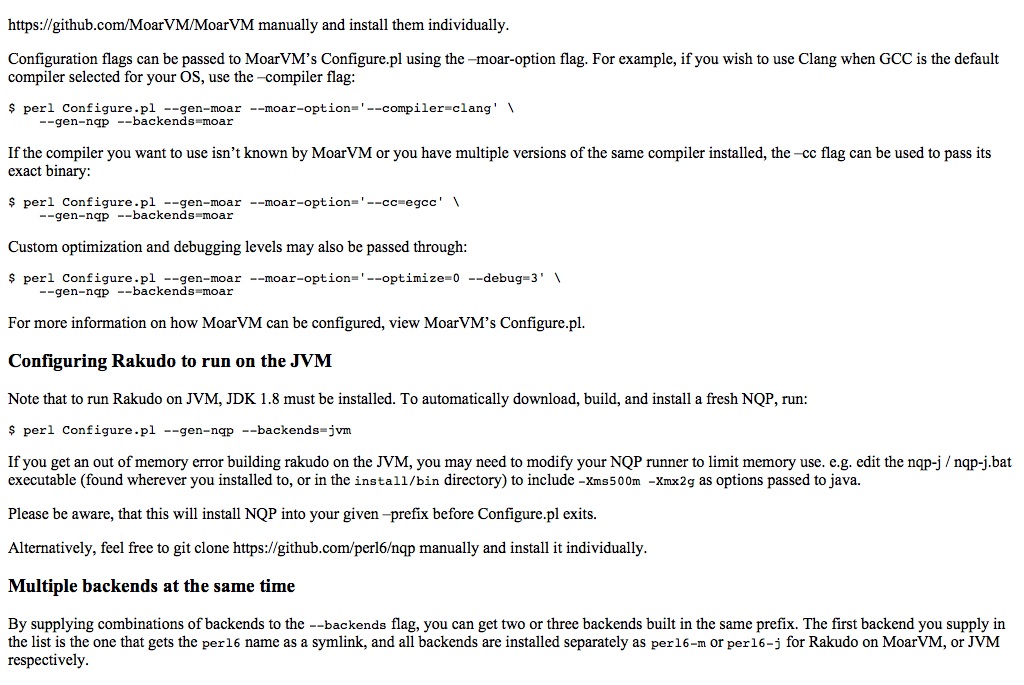 https://github.com/MoarVM/MoarVM manually and install them individually.
Configuration flags can be passed to MoarVM’s Configure.pl using the –moar-option flag. For example, if you wish to use Clang when GCC is the default
compiler selected for your OS, use the –compiler flag:
$ perl Configure.pl --gen-moar --moar-option='--compiler=clang' \
    --gen-nqp --backends=moar
If the compiler you want to use isn’t known by MoarVM or you have multiple versions of the same compiler installed, the –cc flag can be used to pass its
exact binary:
$ perl Configure.pl --gen-moar --moar-option='--cc=egcc' \
    --gen-nqp --backends=moar
Custom optimization and debugging levels may also be passed through:
$ perl Configure.pl --gen-moar --moar-option='--optimize=0 --debug=3' \
    --gen-nqp --backends=moar
For more information on how MoarVM can be configured, view MoarVM’s Configure.pl.
Configuring Rakudo to run on the JVM
Note that to run Rakudo on JVM, JDK 1.8 must be installed. To automatically download, build, and install a fresh NQP, run:
$ perl Configure.pl --gen-nqp --backends=jvm
If you get an out of memory error building rakudo on the JVM, you may need to modify your NQP runner to limit memory use. e.g. edit the nqp-j / nqp-j.bat
executable (found wherever you installed to, or in the install/bin directory) to include -Xms500m -Xmx2g as options passed to java.
Please be aware, that this will install NQP into your given –prefix before Configure.pl exits.
Alternatively, feel free to git clone https://github.com/perl6/nqp manually and install it individually.
Multiple backends at the same time
By supplying combinations of backends to the --backends flag, you can get two or three backends built in the same prefix. The first backend you supply in
the list is the one that gets the perl6 name as a symlink, and all backends are installed separately as perl6-m or perl6-j for Rakudo on MoarVM, or JVM
respectively.